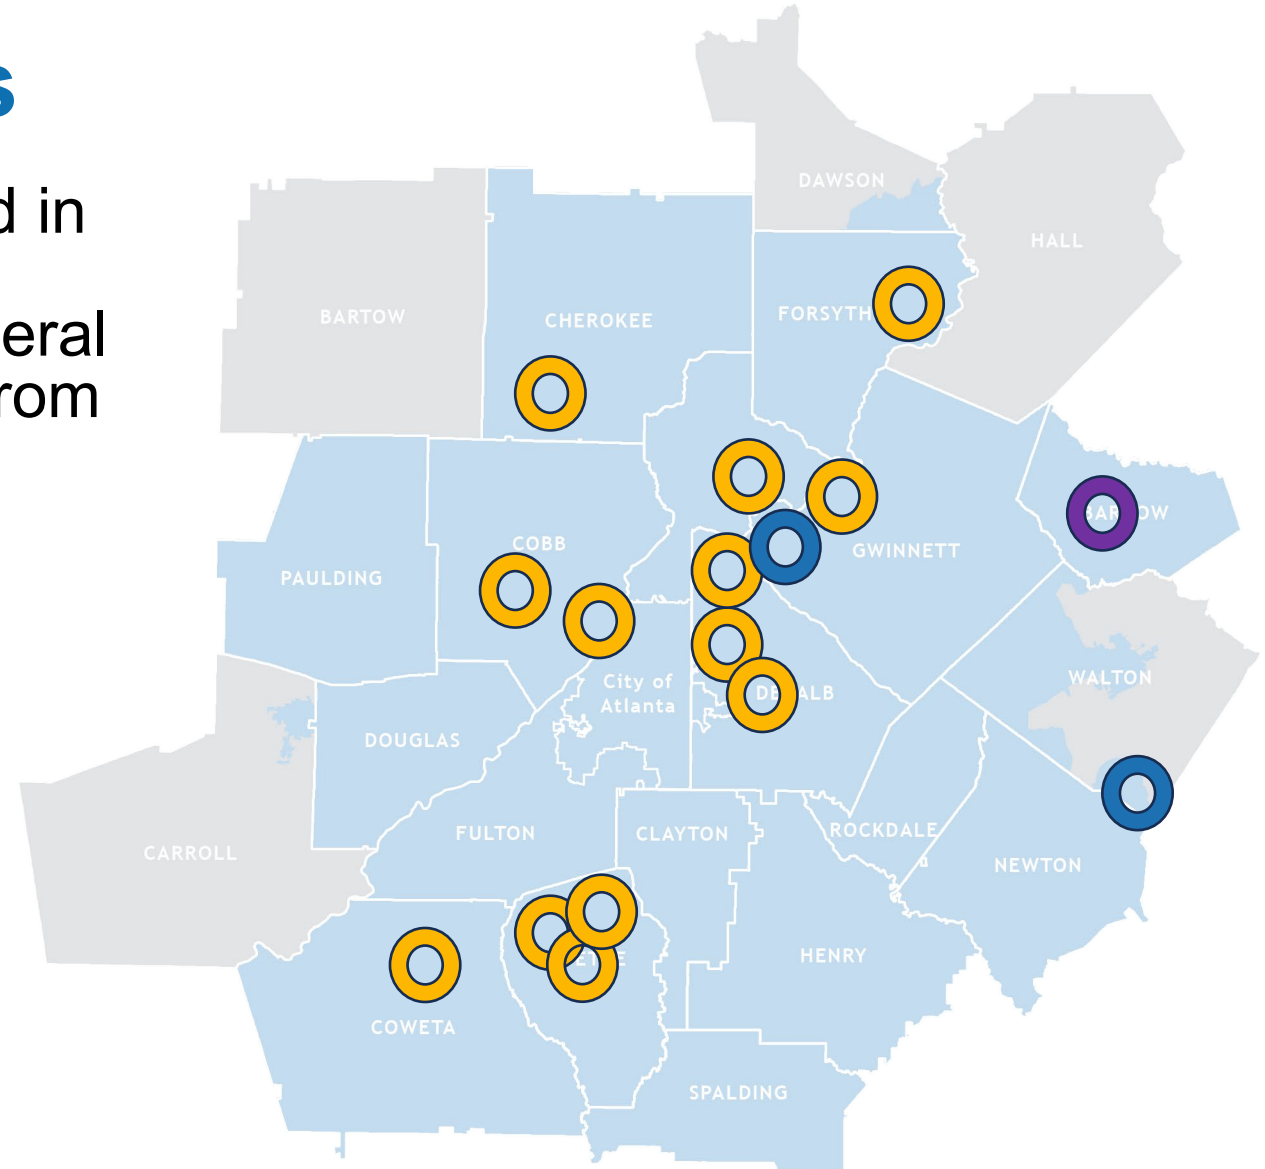 s
d in
eral
rom
DAWSON
HALL
BARTOW
CHEROKEE
FORSYTH
COBB
GWINNETT
PAULDING
City of
Atlanta
WALTON
DOUGLAS
FULTON
CLAYTON
ROCKDALE
CARROLL
NEWTON
HENRY
COWETA
SPALDING